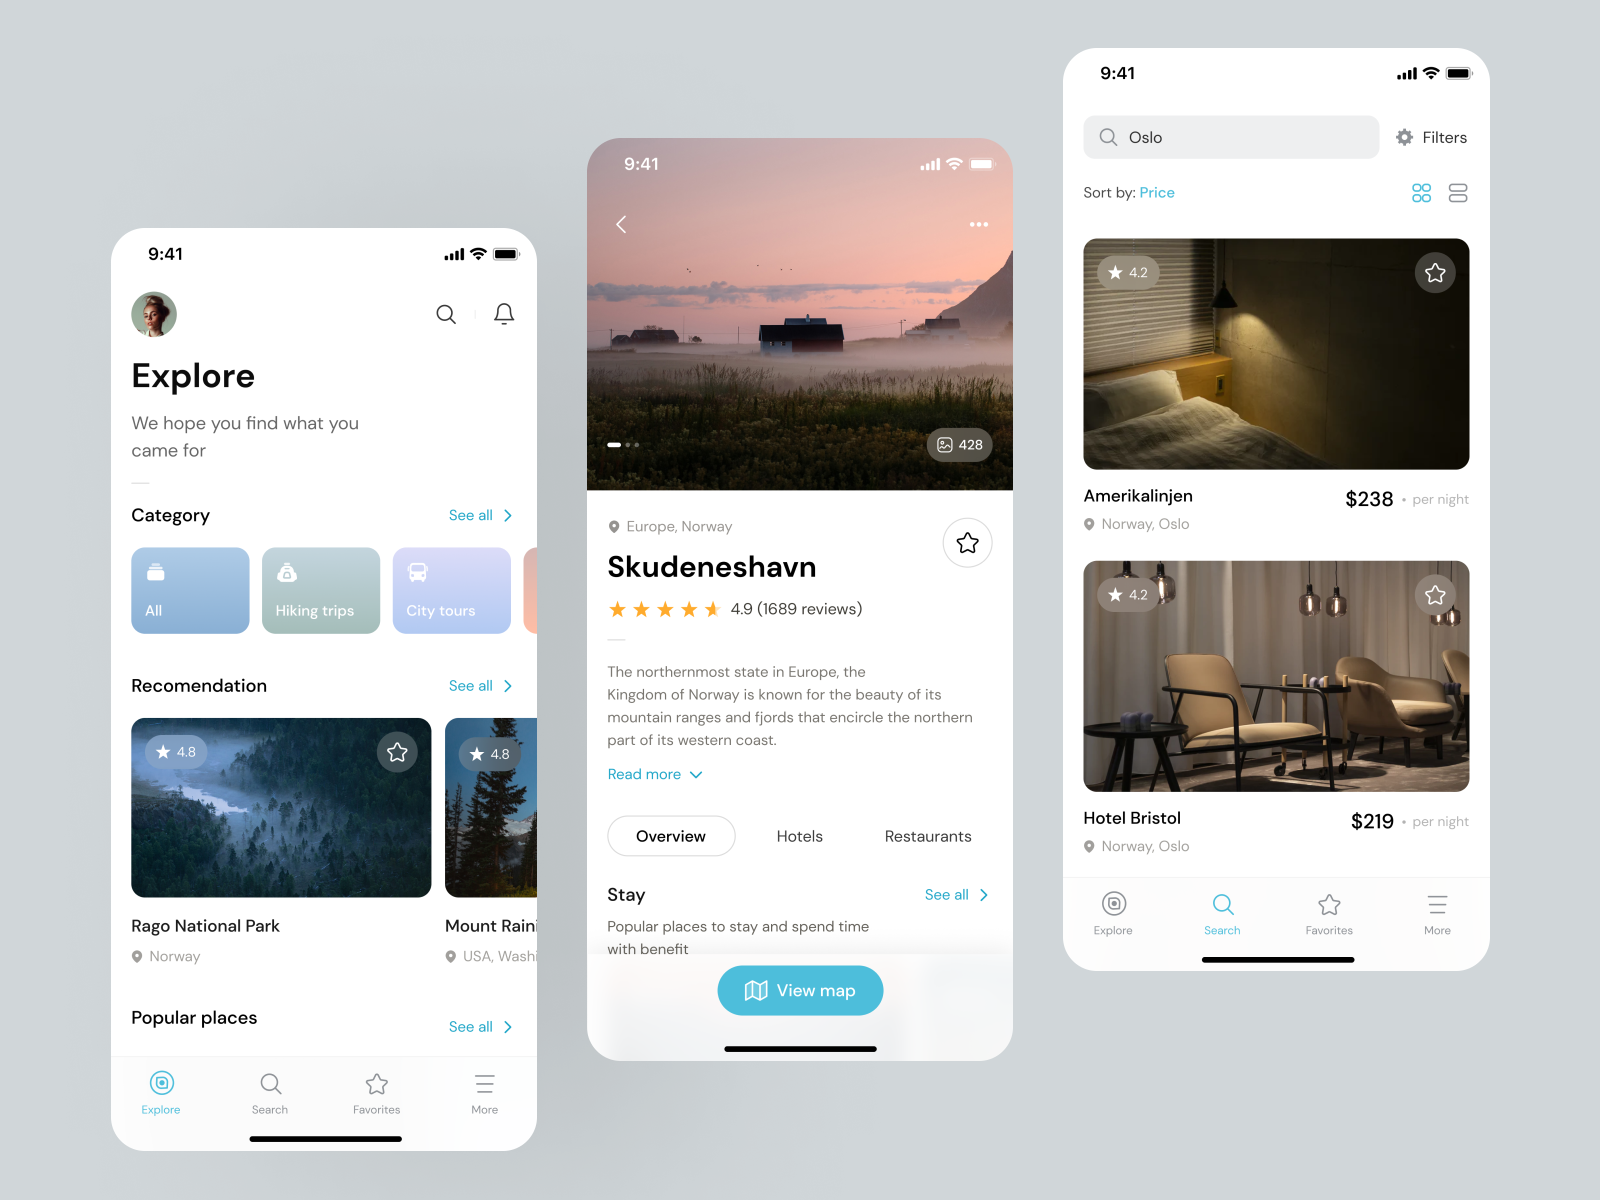 9:41
Explore
We hope you find what you
came for
Category
See all
All
Hiking trips
City tours
Recomendation
See all
4.8
4.8
Rago National Park
Norway
Mount Raini
USA, Washi
Popular places
See all
Explore
Search
Favorites
More
9:41
428
Europe, Norway
Skudeneshavn
4.9 (1689 reviews)
The northernmost state in Europe, the
Kingdom of Norway is known for the beauty of its
mountain ranges and fjords that encircle the northern
part of its western coast.
Read more
Overview
Hotels
Restaurants
Stay
See all
Popular places to stay and spend time
with benefit
View map
9:41
Oslo
Filters
Sort by: Price
4.2
Amerikalinjen
$238 • per night
Norway, Oslo
4.2
Hotel Bristol
$219 • per night
Norway, Oslo
Explore
Search
Favorites
More